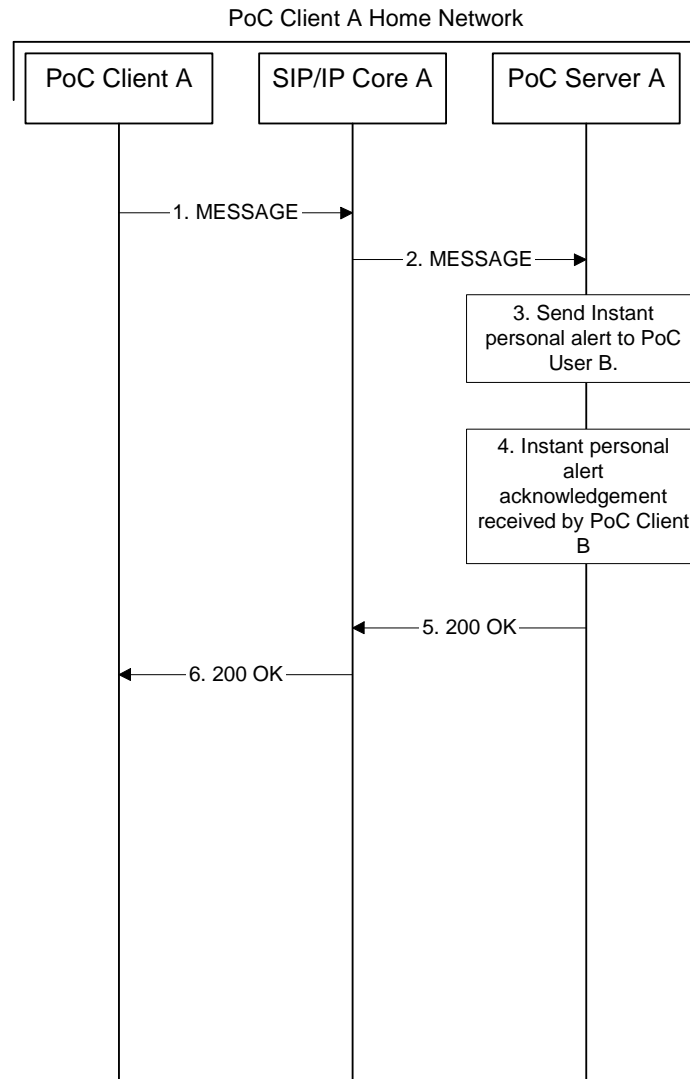 PoC Client A Home Network
PoC Client A
SIP/IP Core A
PoC Server A
1. MESSAGE
2. MESSAGE
3. Send Instant
personal alert to PoC
User B.
4. Instant personal
alert
acknowledgement
received by PoC Client
B
5. 200 OK
6. 200 OK